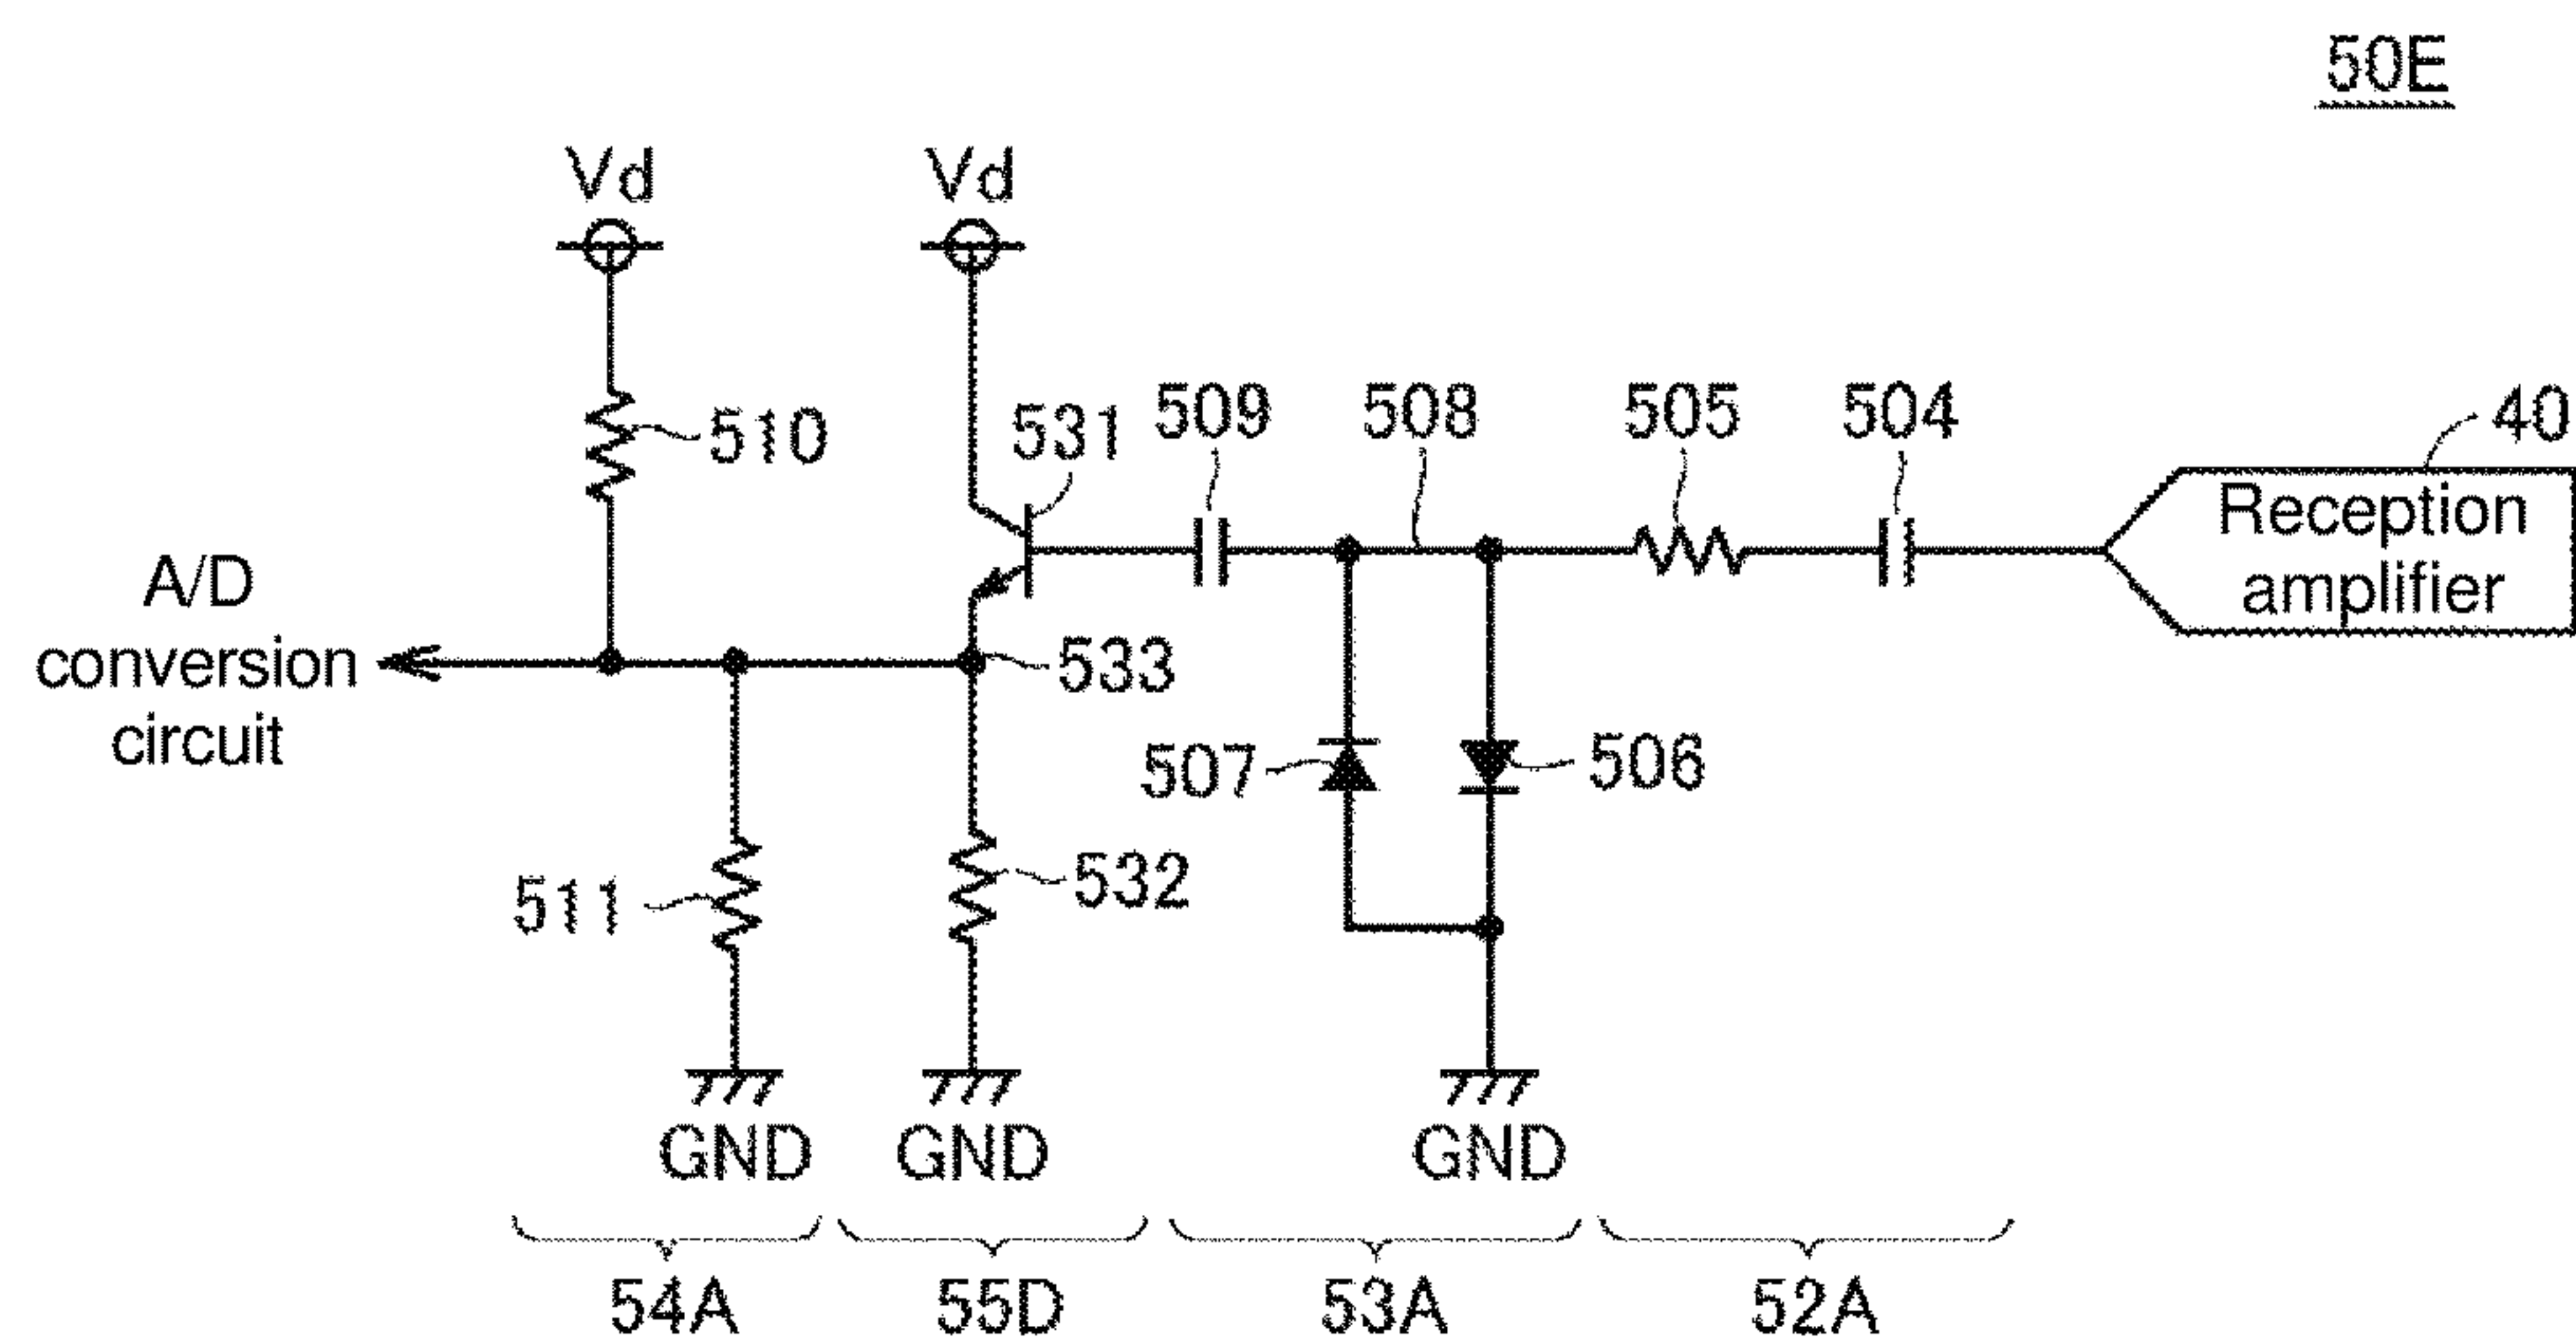 50E
Vd
Vd
510
531
509
508
505
504
40
Reception
amplifier
A/D
conversion
circuit
533
507
506
511
532
GND
GND
GND
54A
55D
53A
52A